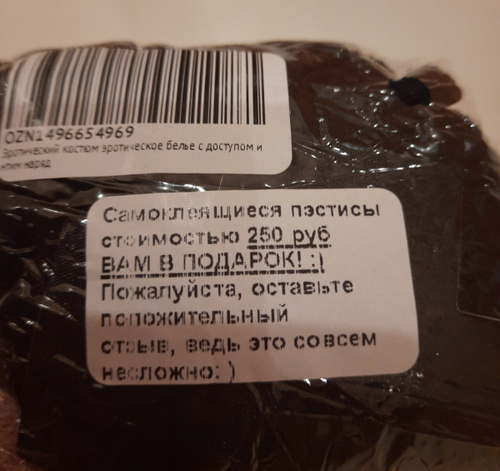 OZN1496654969
Эротический костюм эротическое белье с доступом и
Самоклеящиеся пэстисы
стоимостью 250 руб
ВАМ В ПОДАРОК! :)
Пожалуйста, оставьте
положительный
отзыв, ведь это совсем
несложно: )